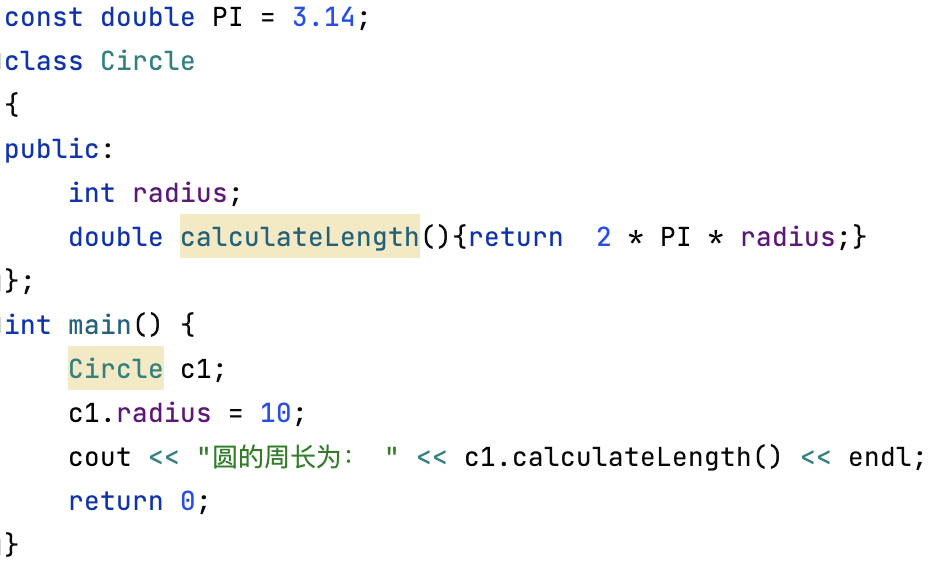 const double PI = 3.14;
class Circle
{
public:
    int radius;
    double calculateLength(){return  2 * PI * radius;}
};
int main() {
    Circle c1;
    c1.radius = 10;
    cout << "圆的周长为： " << c1.calculateLength() << endl;
    return 0;
}